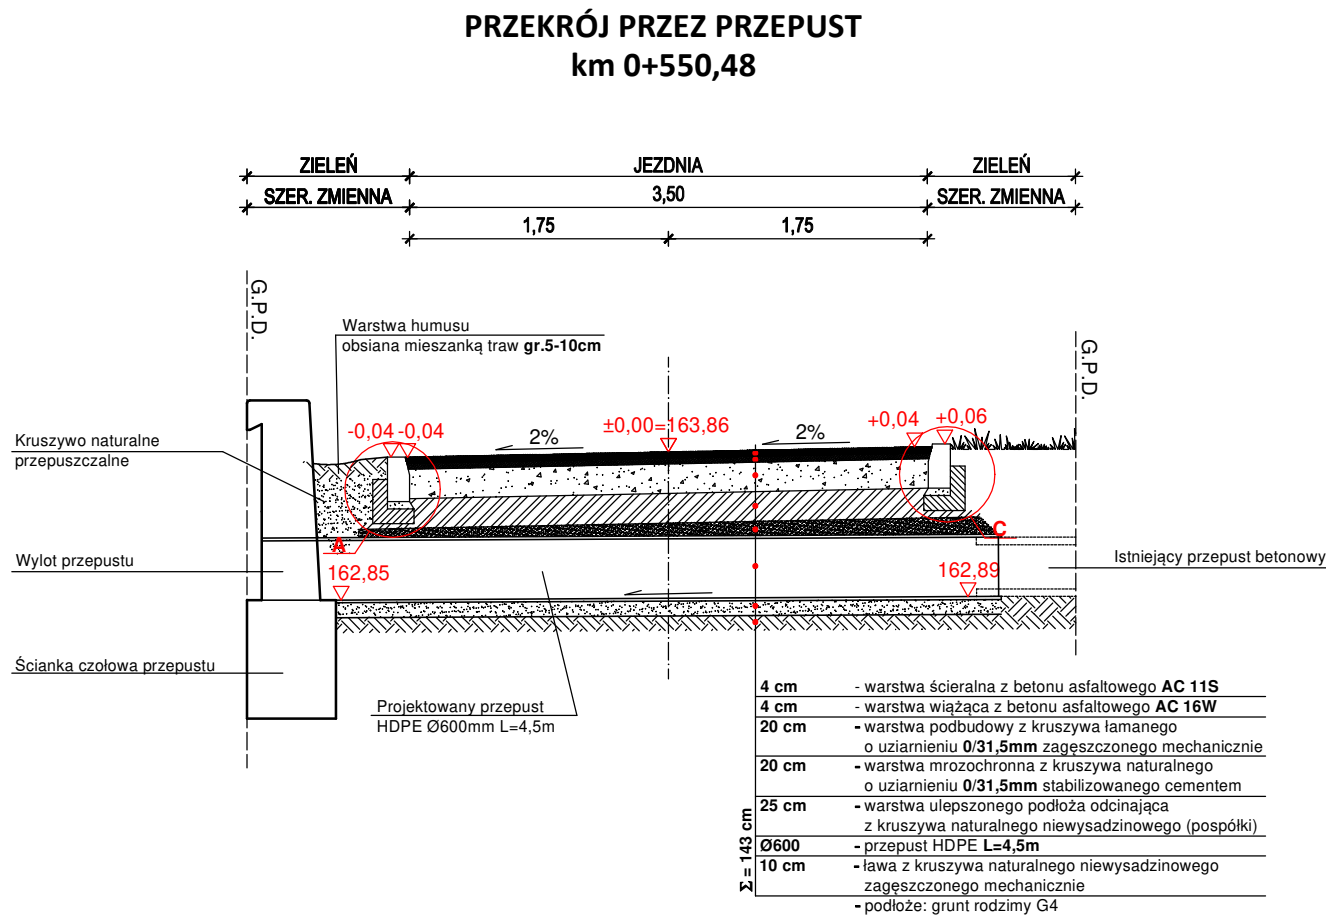 PRZEKRÓJ PRZEZ PRZEPUST
km 0+550,48
ZIELEŃ JEZDNIA ZIELEŃ
SZER. ZMIENNA 3,50 SZER. ZMIENNA
1,75 1,75
G.P.D.
G.P.D.
Warstwa humusu
obsiana mieszanką traw gr.5-10cm
Kruszywo naturalne
przepuszczalne
-0,04 -0,04 2% ±0,00=163,86 2% +0,04 +0,06
A C
Wylot przepustu
162,85 162,89
Istniejący przepust betonowy
Ścianka czołowa przepustu
Projektowany przepust
HDPE Ø600mm L=4,5m
4 cm - warstwa ścieralna z betonu asfaltowego AC 11S
4 cm - warstwa wiążąca z betonu asfaltowego AC 16W
20 cm - warstwa podbudowy z kruszywa łamanego
o uziarnieniu 0/31,5mm zagęszczonego mechanicznie
20 cm - warstwa mrozochronna z kruszywa naturalnego
o uziarnieniu 0/31,5mm stabilizowanego cementem
25 cm - warstwa ulepszonego podłoża odcinająca
z kruszywa naturalnego niewysadzinowego (pospółki)
Ø600 - przepust HDPE L=4,5m
10 cm - ława z kruszywa naturalnego niewysadzinowego
zagęszczonego mechanicznie
- podłoże: grunt rodzimy G4
Σ = 143 cm